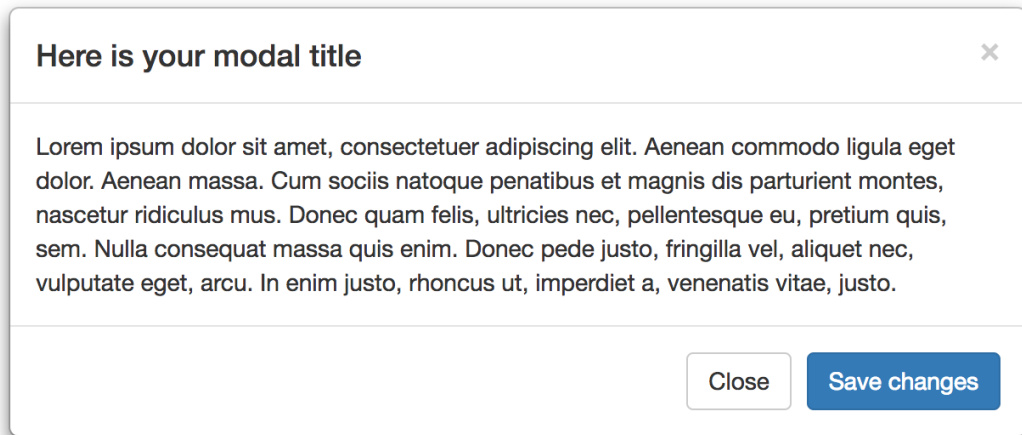 Here is your modal title
×
Lorem ipsum dolor sit amet, consectetuer adipiscing elit. Aenean commodo ligula eget
dolor. Aenean massa. Cum sociis natoque penatibus et magnis dis parturient montes,
nascetur ridiculus mus. Donec quam felis, ultricies nec, pellentesque eu, pretium quis,
sem. Nulla consequat massa quis enim. Donec pede justo, fringilla vel, aliquet nec,
vulputate eget, arcu. In enim justo, rhoncus ut, imperdiet a, venenatis vitae, justo.
Close
Save changes